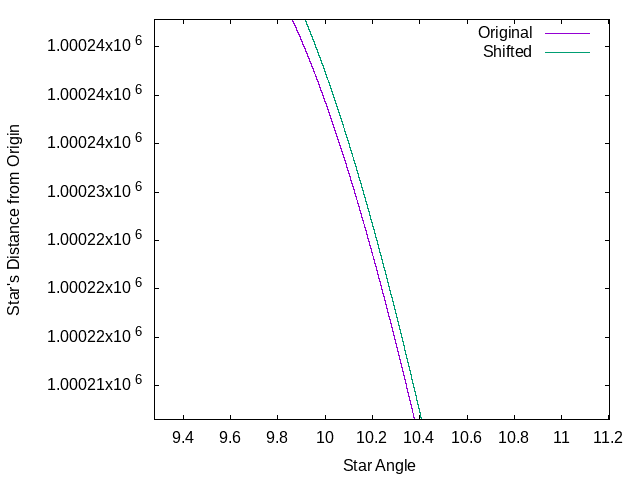 Original
Shifted
1.00024x10 6
1.00024x10 6
1.00024x10 6
1.00023x10 6
1.00022x10 6
1.00022x10 6
1.00022x10 6
1.00021x10 6
Star's Distance from Origin
9.4 9.6 9.8 10 10.2 10.4 10.6 10.8 11 11.2
Star Angle